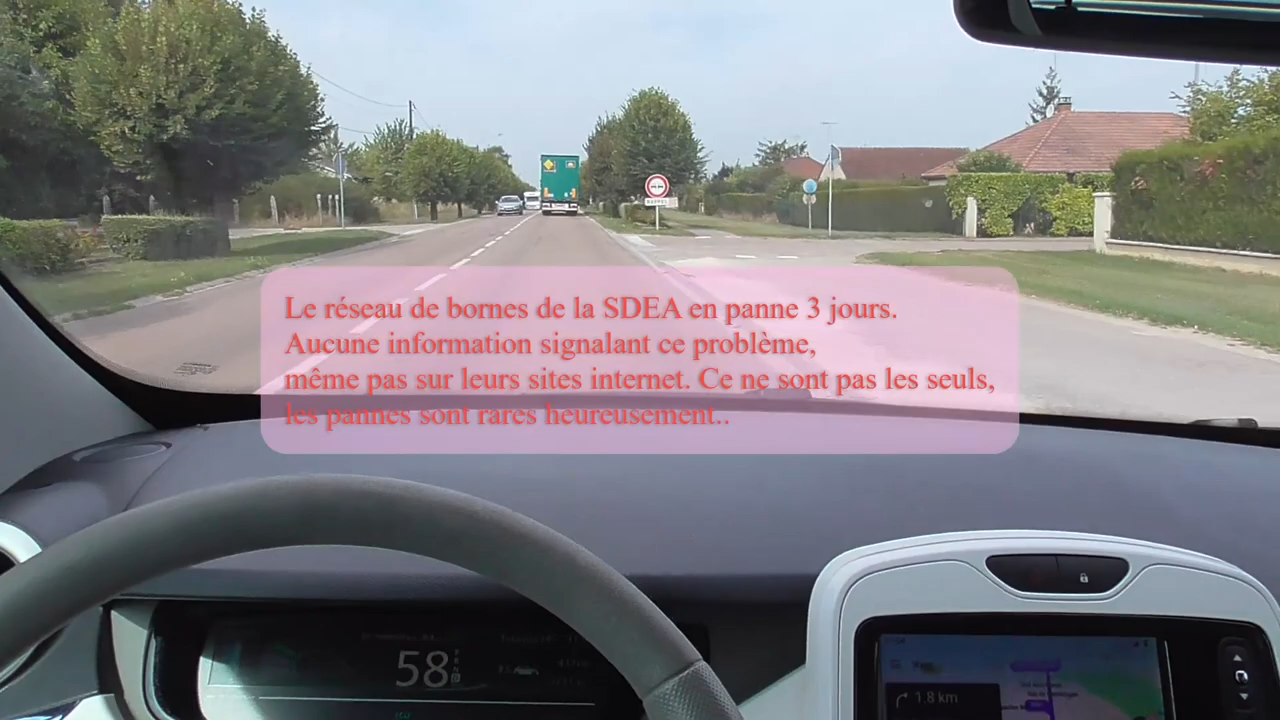 RAPPEL
Le réseau de bornes de la SDEA en panne 3 jours.
Aucune information signalant ce problème,
même pas sur leurs sites internet. Ce ne sont pas les seuls,
les pannes sont rares heureusement..
58
1.8 km